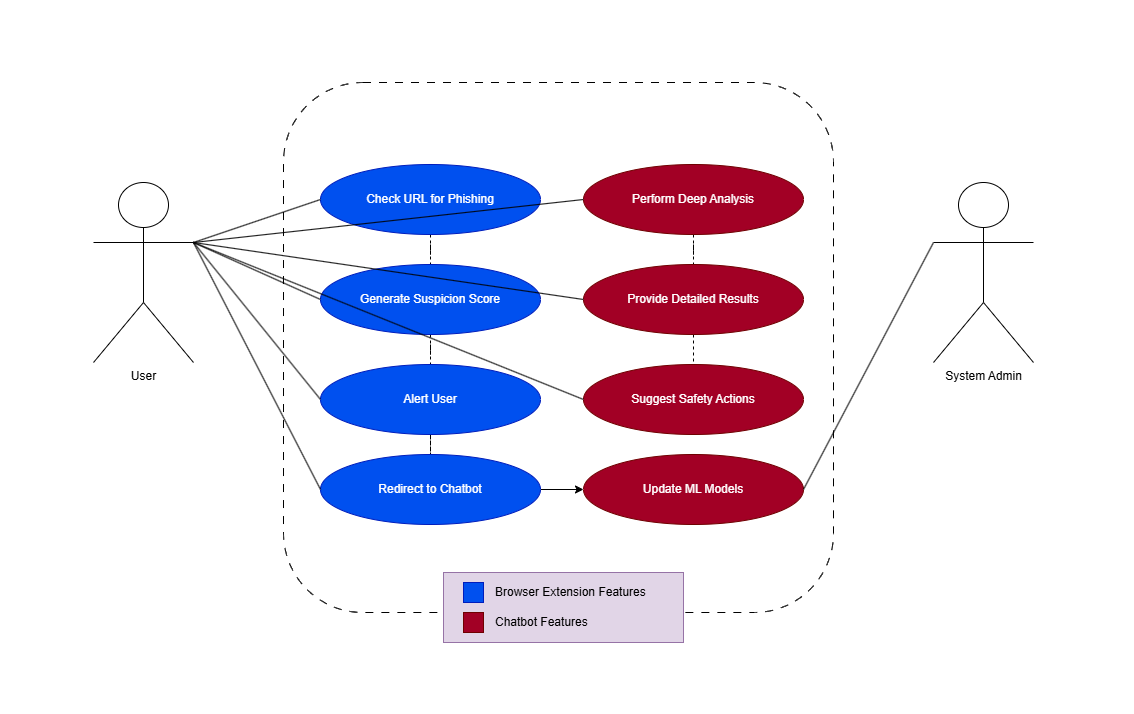 Check URL for Phishing
Perform Deep Analysis
Generate Suspicion Score
Provide Detailed Results
User
System Admin
Alert User
Suggest Safety Actions
Redirect to Chatbot
Update ML Models
Browser Extension Features
Chatbot Features